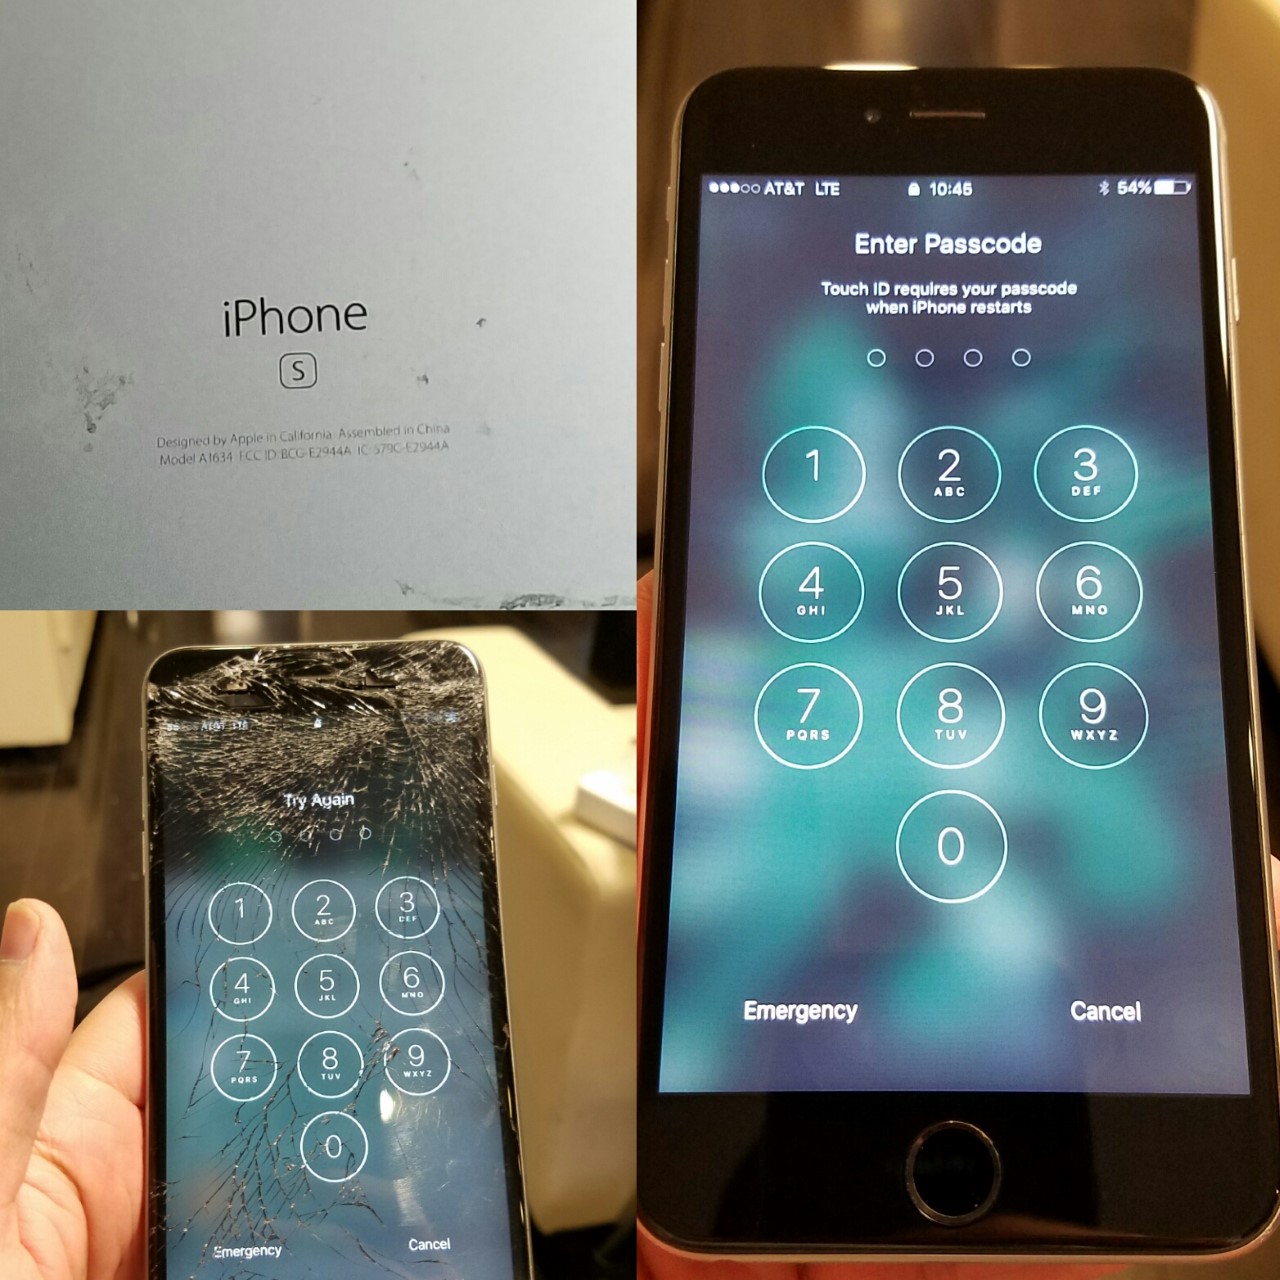 iPhone
S
Designed by Apple in California Assembled in China
Model A1634 FCC ID BCG-E2944A IC 579C-E2944A
AT&T LTE
Try Again
1
2
ABC
3
DEF
4
GHI
5
JKL
6
MNO
7
PQRS
8
TUV
9
WXYZ
0
Emergency
Cancel
AT&T LTE
10:45
54%
Enter Passcode
Touch ID requires your passcode
when iPhone restarts
1
2
ABC
3
DEF
4
GHI
5
JKL
6
MNO
7
PQRS
8
TUV
9
WXYZ
0
Emergency
Cancel